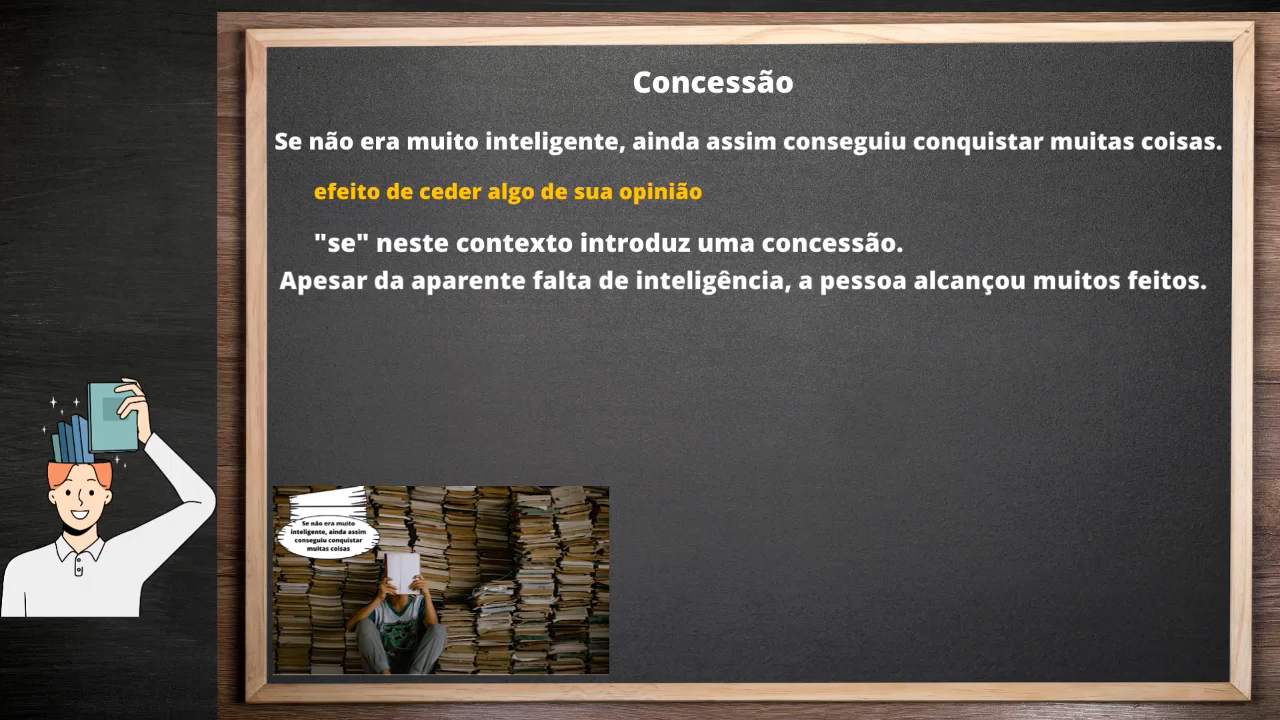 Concessão
Se não era muito inteligente, ainda assim conseguiu conquistar muitas coisas.
efeito de ceder algo de sua opinião
"se" neste contexto introduz uma concessão.
Apesar da aparente falta de inteligência, a pessoa alcançou muitos feitos.
Se não era muito
inteligente, ainda assim
conseguiu conquistar
muitas coisas